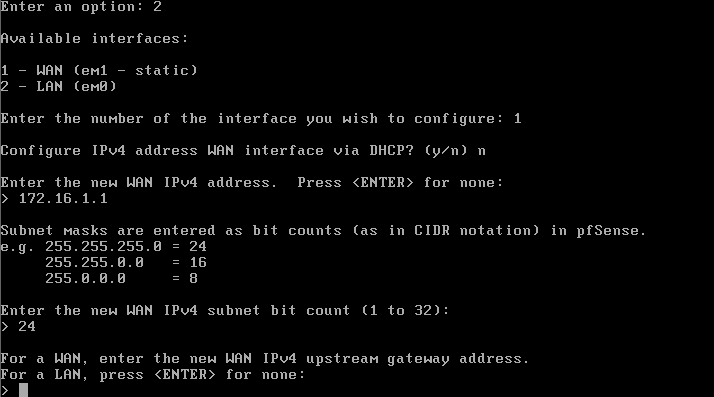 Enter an option: 2
Available interfaces:
1 - WAN (em1 - static)
2 - LAN (em0)
Enter the number of the interface you wish to configure: 1
Configure IPv4 address WAN interface via DHCP? (y/n) n
Enter the new WAN IPv4 address.  Press <ENTER> for none:
> 172.16.1.1
Subnet masks are entered as bit counts (as in CIDR notation) in pfSense.
e.g. 255.255.255.0 = 24
     255.255.0.0   = 16
     255.0.0.0     = 8
Enter the new WAN IPv4 subnet bit count (1 to 32):
> 24
For a WAN, enter the new WAN IPv4 upstream gateway address.
For a LAN, press <ENTER> for none:
>